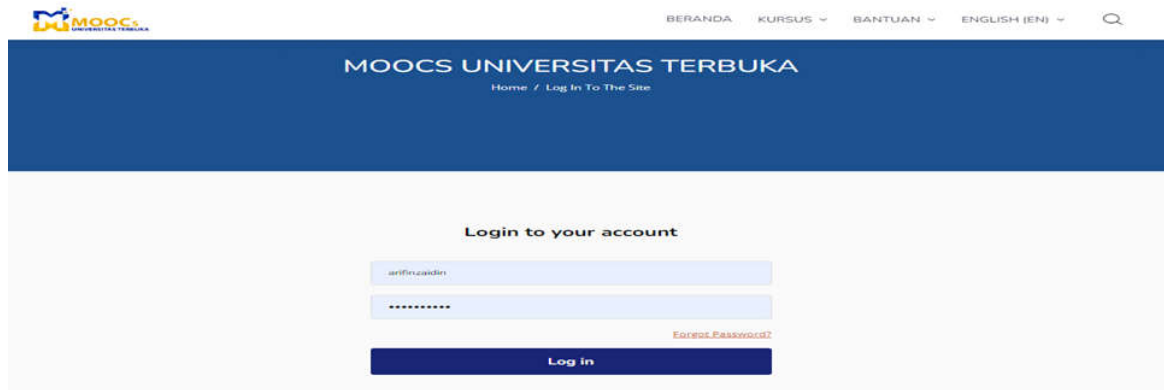 MOOCs
UNIVERSITAS TERBUKA
BERANDA KURSUS BANTUAN ENGLISH (EN)
MOOCS UNIVERSITAS TERBUKA
Home / Log In To The Site
Login to your account
arifinzaidin
••••••••••
Forgot Password?
Log in